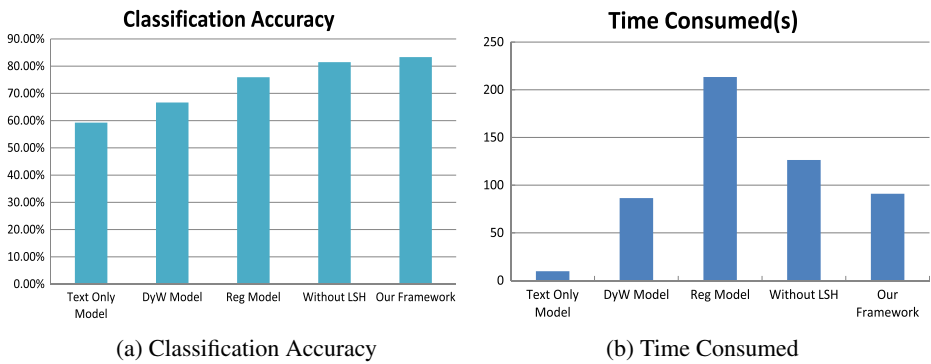 Classification Accuracy
90.00%
80.00%
70.00%
60.00%
50.00%
40.00%
30.00%
20.00%
10.00%
0.00%
Text Only
Model
DyW Model
Reg Model
Without LSH
Our Framework
(a) Classification Accuracy
Time Consumed(s)
250
200
150
100
50
0
Text Only
Model
DyW Model
Reg Model
Without LSH
Our
Framework
(b) Time Consumed